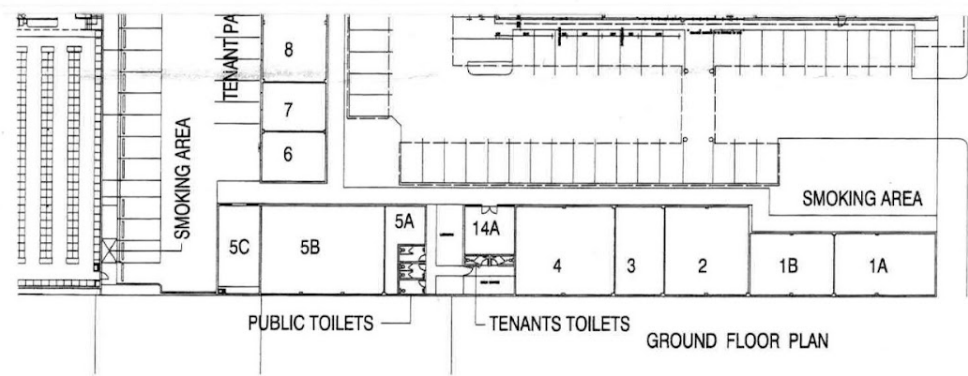 TENANT PA
8
7
6
SMOKING AREA
SMOKING AREA
5C
5B
5A
14A
4
3
2
1B
1A
PUBLIC TOILETS
TENANTS TOILETS
GROUND FLOOR PLAN